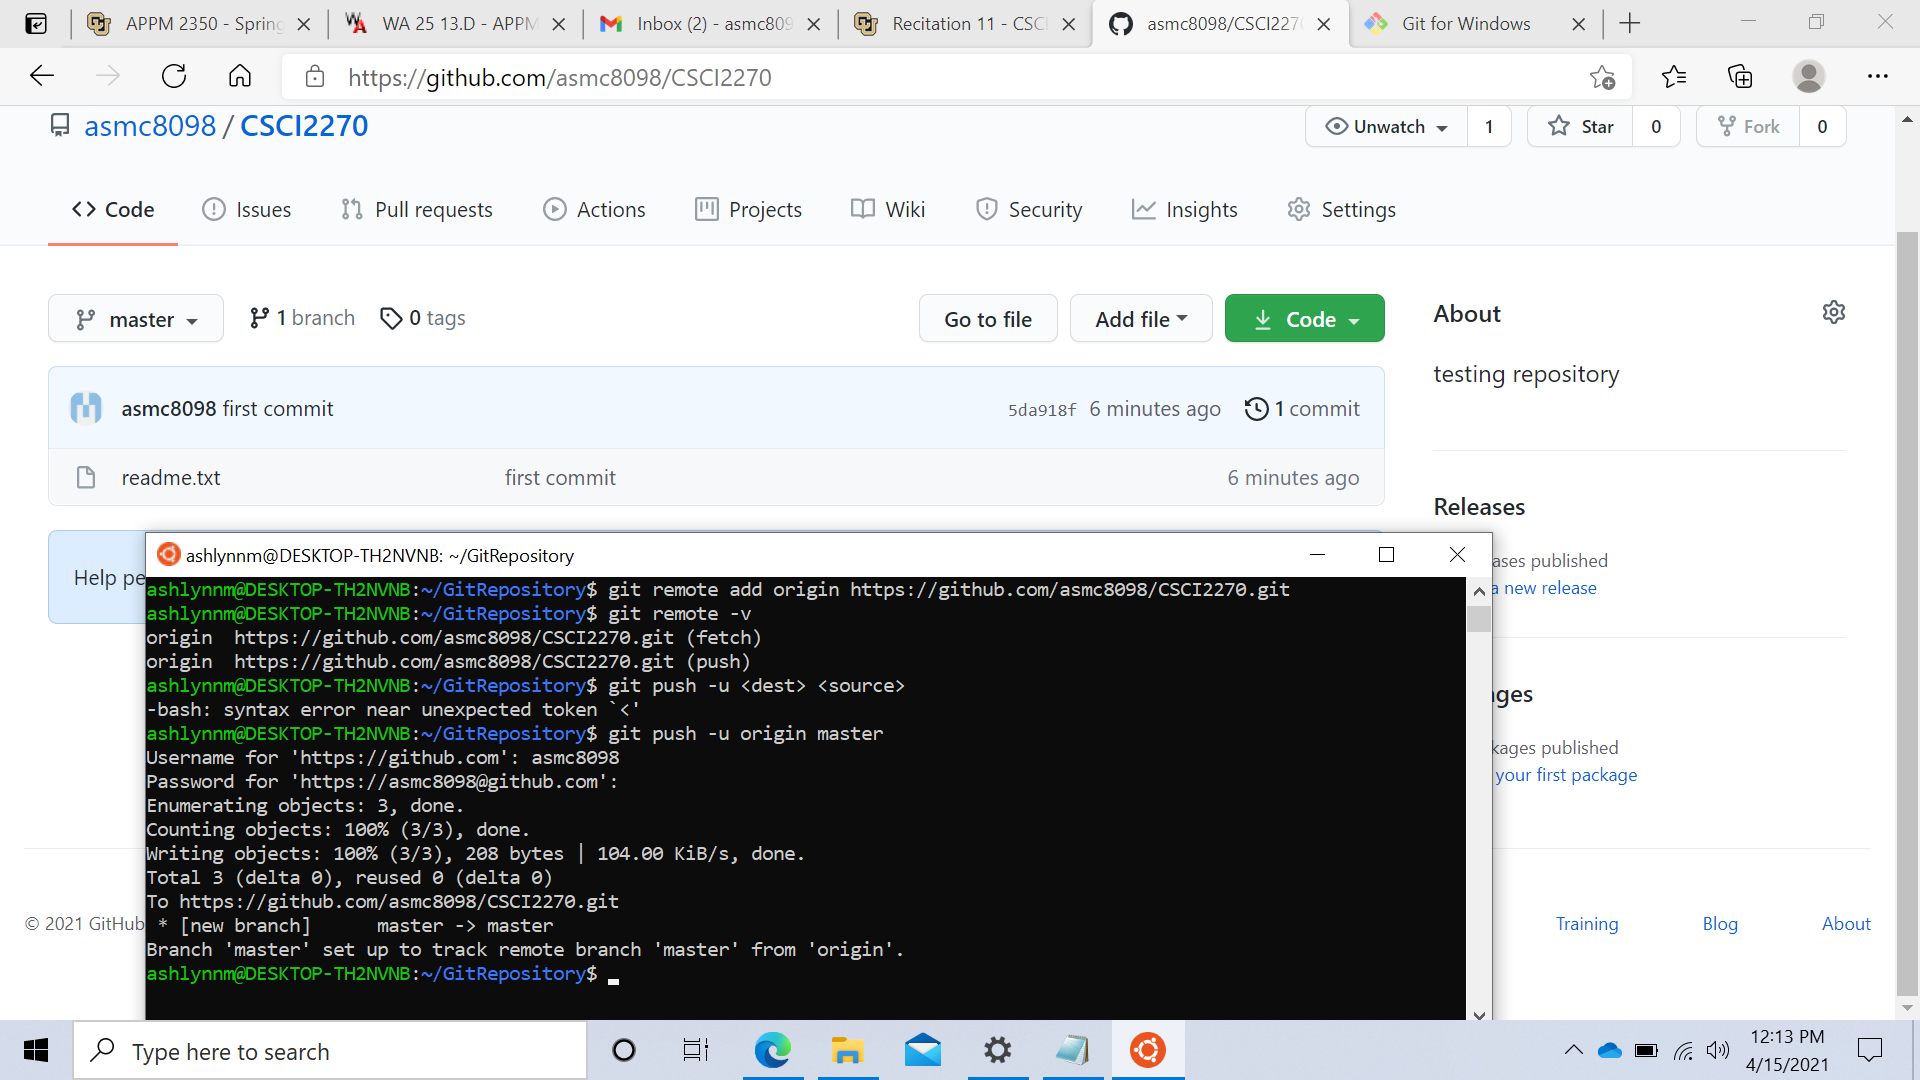 APPM 2350 - Spring
WA 25 13.D - APPM
Inbox (2) - asmc809
Recitation 11 - CSCI
asmc8098/CSCI2270
Git for Windows
https://github.com/asmc8098/CSCI2270
asmc8098 / CSCI2270
Unwatch 1
Star 0
Fork 0
Code
Issues
Pull requests
Actions
Projects
Wiki
Security
Insights
Settings
master
1 branch
0 tags
Go to file
Add file
Code
About
testing repository
asmc8098 first commit
5da918f 6 minutes ago
1 commit
readme.txt first commit 6 minutes ago
Releases
ases published
a new release
ages
kages published
your first package
Help pe
ashlynnm@DESKTOP-TH2NVNB: ~/GitRepository
ashlynnm@DESKTOP-TH2NVNB:~/GitRepository$ git remote add origin https://github.com/asmc8098/CSCI2270.git
ashlynnm@DESKTOP-TH2NVNB:~/GitRepository$ git remote -v
origin  https://github.com/asmc8098/CSCI2270.git (fetch)
origin  https://github.com/asmc8098/CSCI2270.git (push)
ashlynnm@DESKTOP-TH2NVNB:~/GitRepository$ git push -u <dest> <source>
-bash: syntax error near unexpected token `<'
ashlynnm@DESKTOP-TH2NVNB:~/GitRepository$ git push -u origin master
Username for 'https://github.com': asmc8098
Password for 'https://asmc8098@github.com':
Enumerating objects: 3, done.
Counting objects: 100% (3/3), done.
Writing objects: 100% (3/3), 208 bytes | 104.00 KiB/s, done.
Total 3 (delta 0), reused 0 (delta 0)
To https://github.com/asmc8098/CSCI2270.git
 * [new branch]      master -> master
Branch 'master' set up to track remote branch 'master' from 'origin'.
ashlynnm@DESKTOP-TH2NVNB:~/GitRepository$
© 2021 GitHub
Training
Blog
About
Type here to search
12:13 PM
4/15/2021